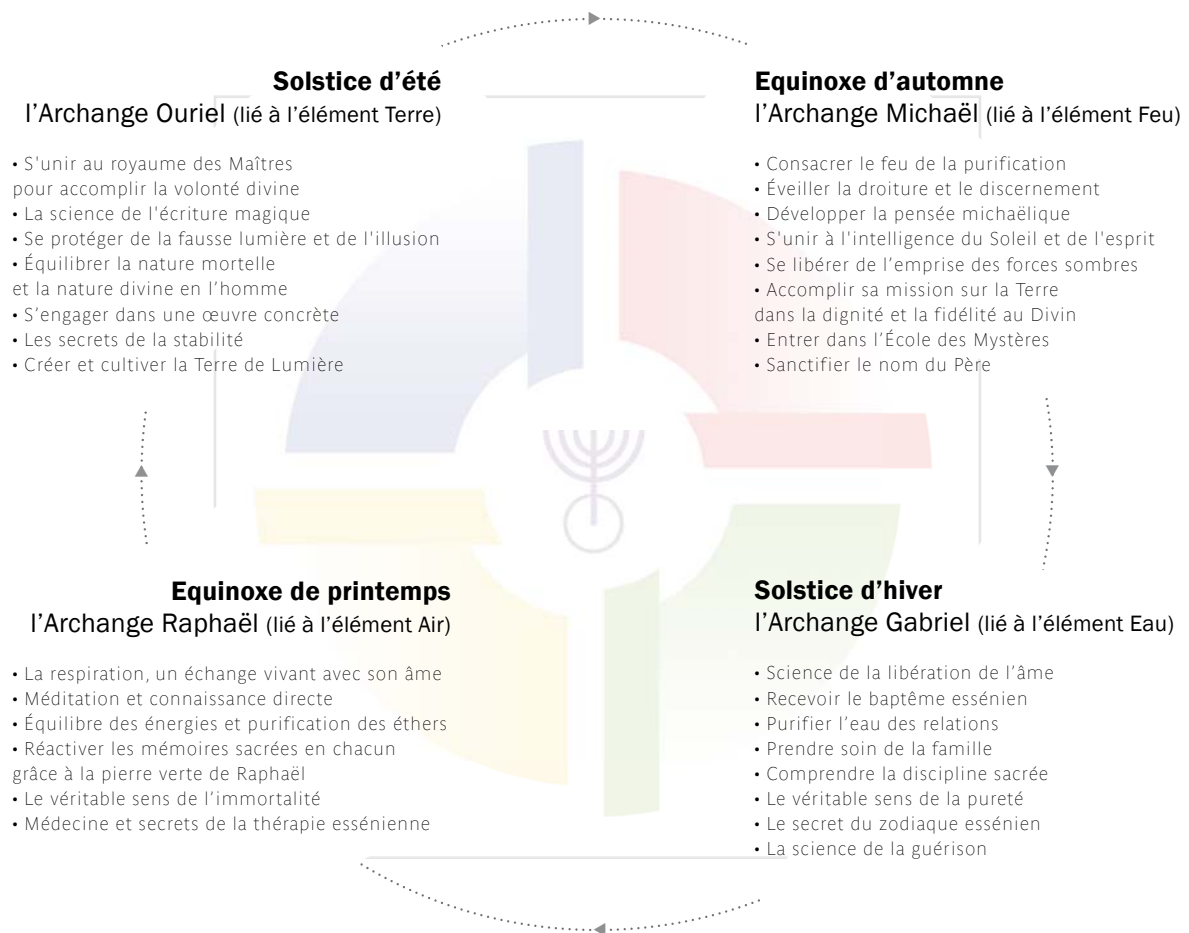 Solstice d'été
l'Archange Ouriel (lié à l'élément Terre)
• S'unir au royaume des Maîtres
pour accomplir la volonté divine
• La science de l'écriture magique
• Se protéger de la fausse lumière et de l'illusion
• Équilibrer la nature mortelle
et la nature divine en l'homme
• S'engager dans une œuvre concrète
• Les secrets de la stabilité
• Créer et cultiver la Terre de Lumière
Equinoxe d'automne
l'Archange Michaël (lié à l'élément Feu)
• Consacrer le feu de la purification
• Éveiller la droiture et le discernement
• Développer la pensée michaëlique
• S'unir à l'intelligence du Soleil et de l'esprit
• Se libérer de l'emprise des forces sombres
• Accomplir sa mission sur la Terre
dans la dignité et la fidélité au Divin
• Entrer dans l'École des Mystères
• Sanctifier le nom du Père
Equinoxe de printemps
l'Archange Raphaël (lié à l'élément Air)
• La respiration, un échange vivant avec son âme
• Méditation et connaissance directe
• Équilibre des énergies et purification des éthers
• Réactiver les mémoires sacrées en chacun
grâce à la pierre verte de Raphaël
• Le véritable sens de l'immortalité
• Médecine et secrets de la thérapie essénienne
Solstice d'hiver
l'Archange Gabriel (lié à l'élément Eau)
• Science de la libération de l'âme
• Recevoir le baptême essénien
• Purifier l'eau des relations
• Prendre soin de la famille
• Comprendre la discipline sacrée
• Le véritable sens de la pureté
• Le secret du zodiaque essénien
• La science de la guérison